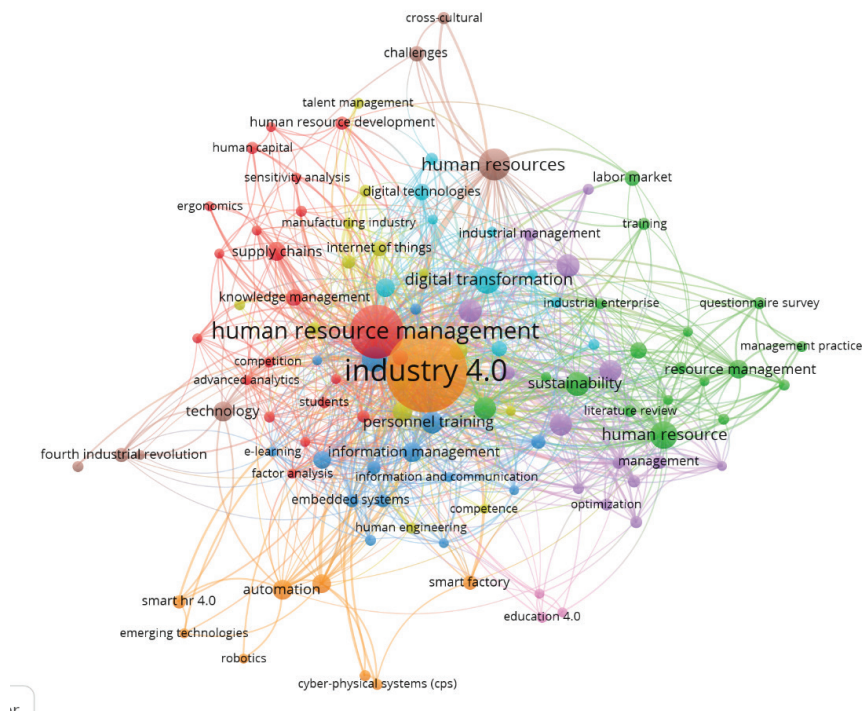 cross-cultural
challenges
talent management
human resource development
human capital
human resources
labor market
sensitivity analysis
digital technologies
ergonomics
manufacturing industry
industrial management
training
supply chains
internet of things
digital transformation
knowledge management
industrial enterprise
questionnaire survey
human resource management
management practice
competition
industry 4.0
resource management
advanced analytics
sustainability
students
technology
literature review
personnel training
human resource
fourth industrial revolution
e-learning
information management
management
factor analysis
information and communication
embedded systems
competence
optimization
human engineering
automation
smart factory
smart hr 4.0
education 4.0
emerging technologies
robotics
cyber-physical systems (cps)